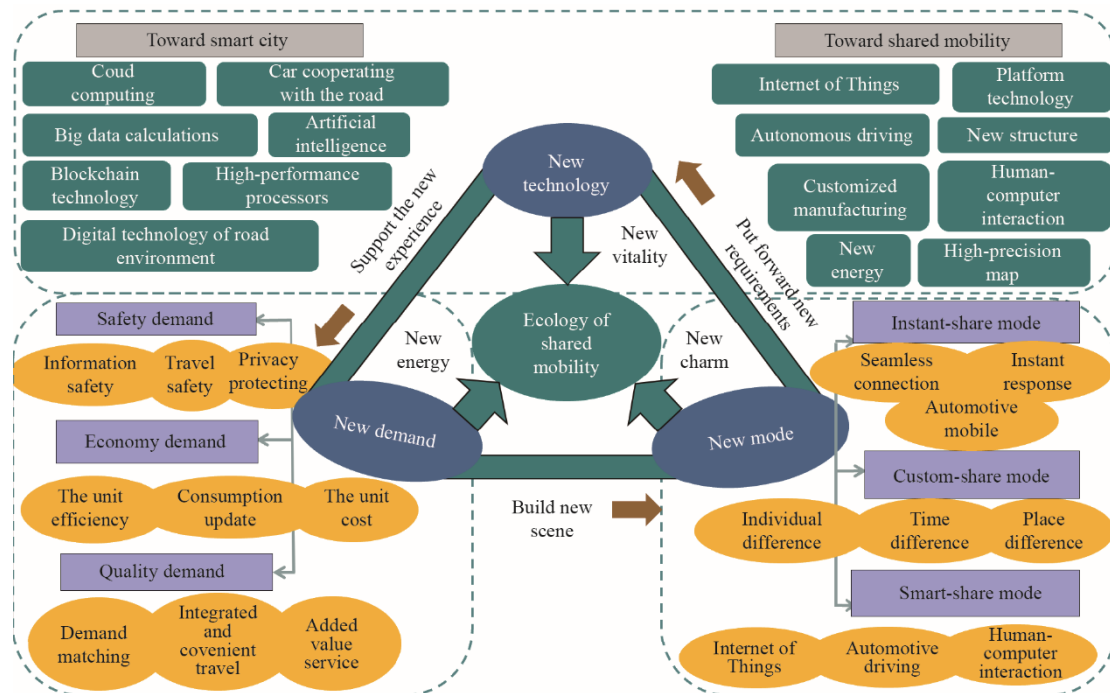 Toward smart city
Coud
computing
Car cooperating
with the road
Big data calculations
Artificial
intelligence
Blockchain
technology
High-performance
processors
Digital technology of road
environment
Toward shared mobility
Internet of Things
Platform
technology
Autonomous driving
New structure
Customized
manufacturing
Human-
computer
interaction
New
energy
High-precision
map
New
technology
Support the new
experience
New
vitality
Put forward new
requirements
Ecology of
shared
mobility
New
energy
New
charm
New demand
New mode
Build new
scene
Safety demand
Information
safety
Travel
safety
Privacy
protecting
Economy demand
The unit
efficiency
Consumption
update
The unit
cost
Quality demand
Demand
matching
Integrated
and
covenient
travel
Added
value
service
Instant-share mode
Seamless
connection
Instant
response
Automotive
mobile
Custom-share mode
Individual
difference
Time
difference
Place
difference
Smart-share mode
Internet of
Things
Automotive
driving
Human-
computer
interaction